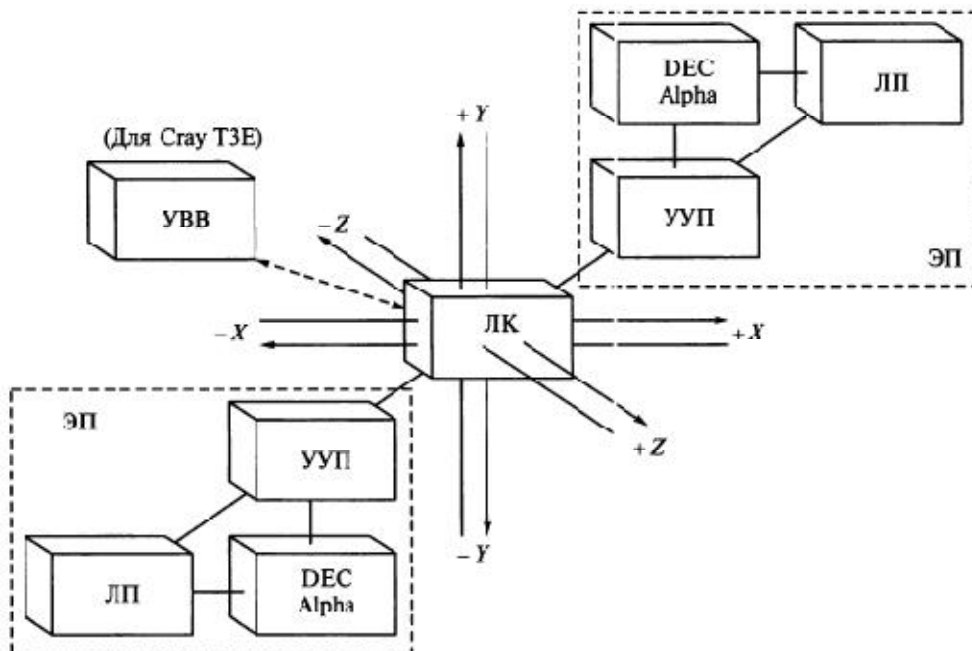 DEC
Alpha
ЛП
+Y
(Для Cray T3E)
УВВ
УУП
-Z
ЭП
ЛК
-X
+X
ЭП
УУП
+Z
-Y
ЛП
DEC
Alpha